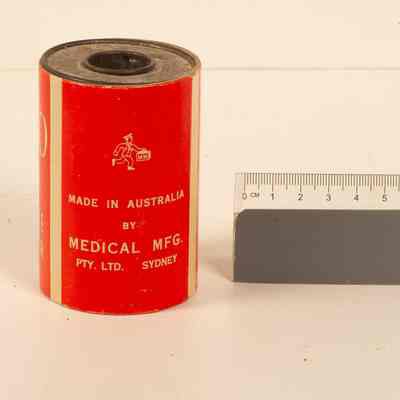 MADE IN AUSTRALIA
BY
MEDICAL MFG.
PTY. LTD. SYDNEY
0 CM 1 2 3 4 5